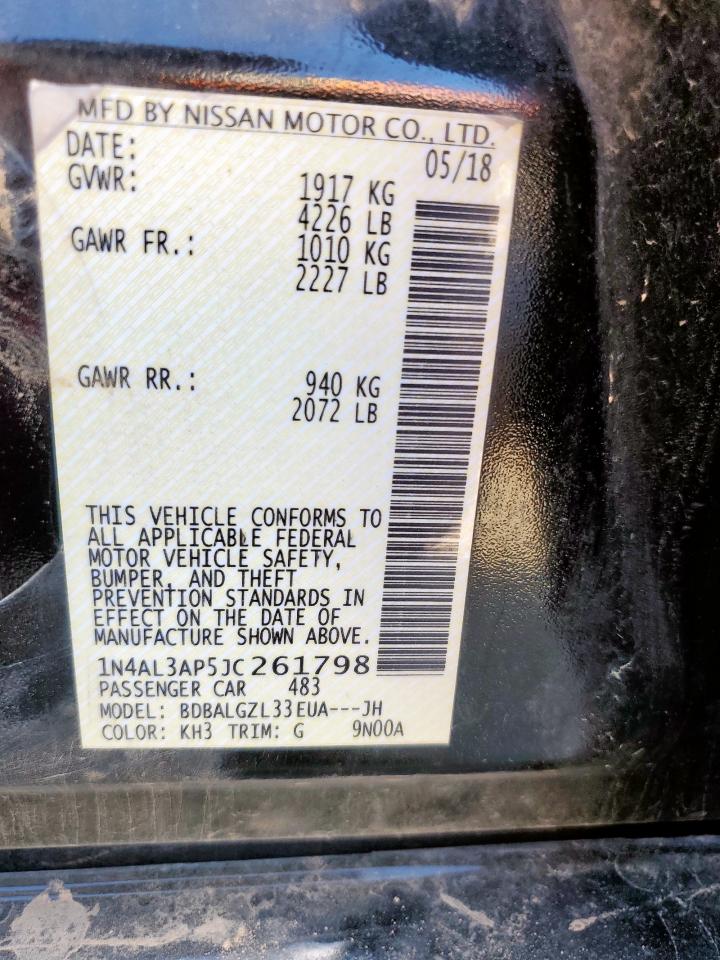 MFD BY NISSAN MOTOR CO., LTD.
DATE: 05/18
GVWR: 1917 KG
4226 LB
GAWR FR.: 1010 KG
2227 LB
GAWR RR.: 940 KG
2072 LB
THIS VEHICLE CONFORMS TO
ALL APPLICABLE FEDERAL
MOTOR VEHICLE SAFETY,
BUMPER, AND THEFT
PREVENTION STANDARDS IN
EFFECT ON THE DATE OF
MANUFACTURE SHOWN ABOVE.
1N4AL3AP5JC261798
PASSENGER CAR 483
MODEL: BDBALGZL33EUA---JH
COLOR: KH3 TRIM: G 9N00A